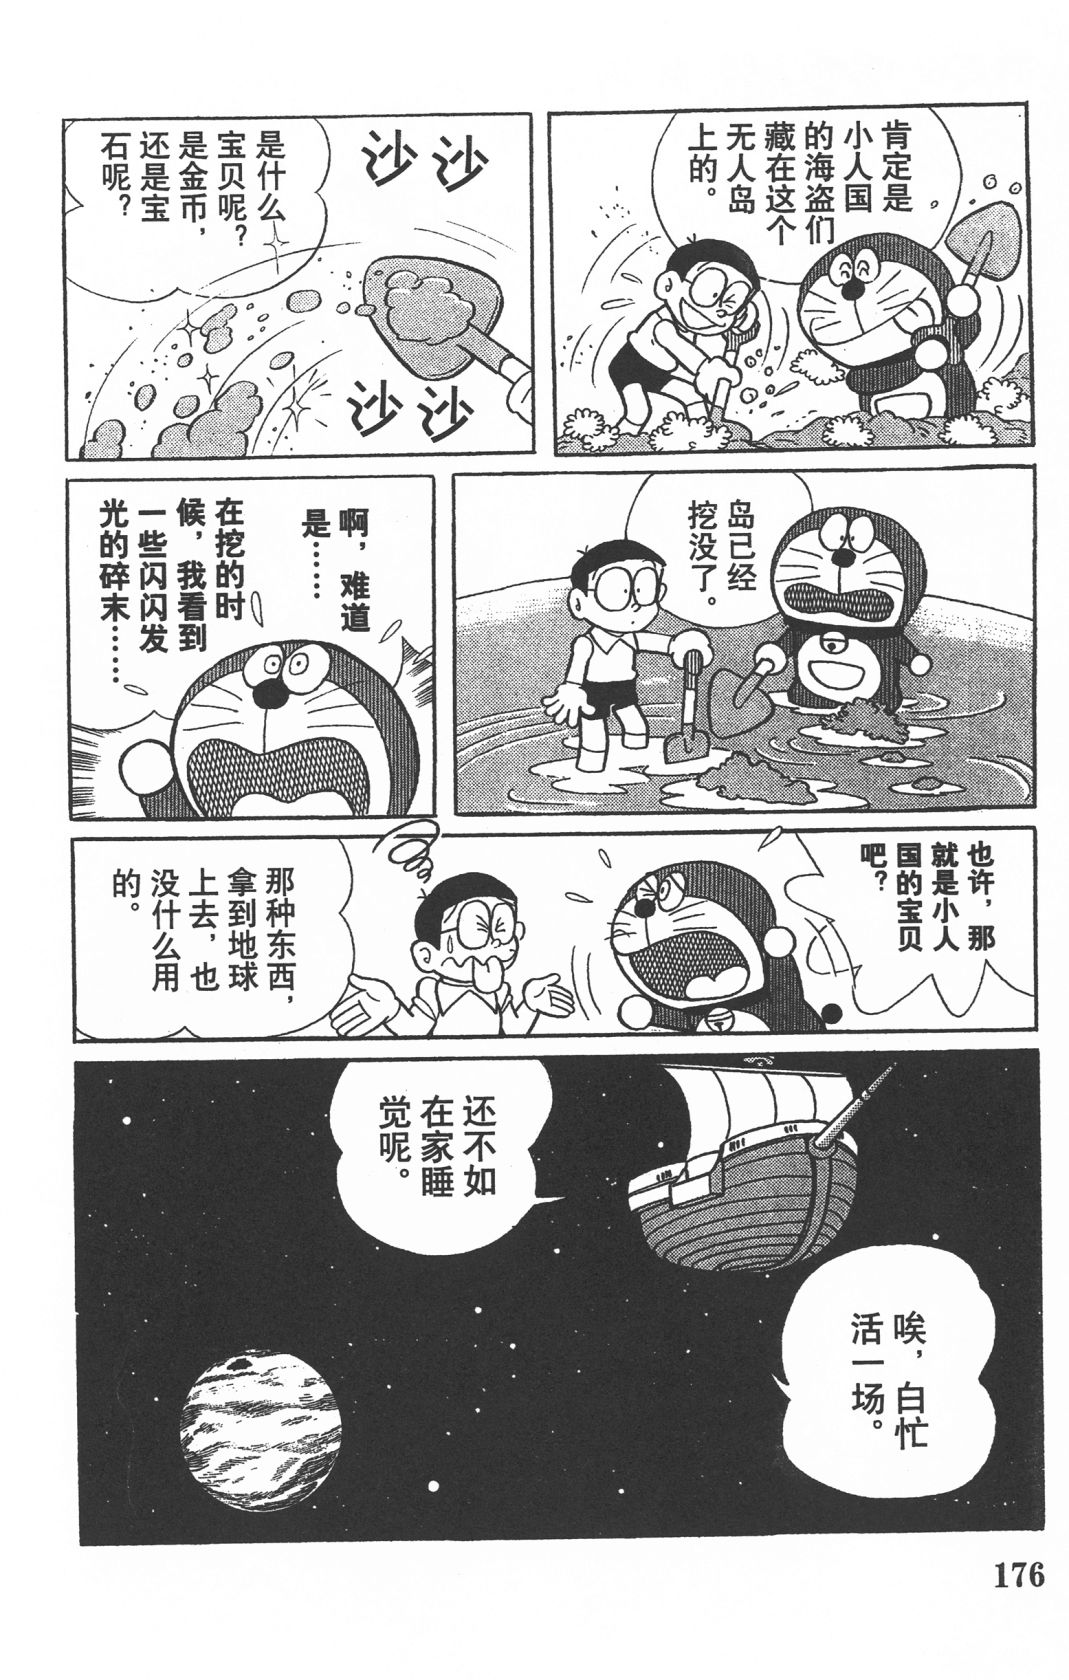 肯定是
小人国
的海盗们
藏在这个
无人岛
上的。
沙沙
是什么
宝贝呢？
是金币，
还是宝
石呢？
沙沙
岛已经
挖没了。
啊，难道
是……
在挖的时
候，我看到
一些闪闪发
光的碎末……
也许，那
就是小人
国的宝贝
吧？
那种东西，
拿到地球
上去，也
没什么用
的。
还不如
在家睡
觉呢。
唉，白忙
活一场。
176